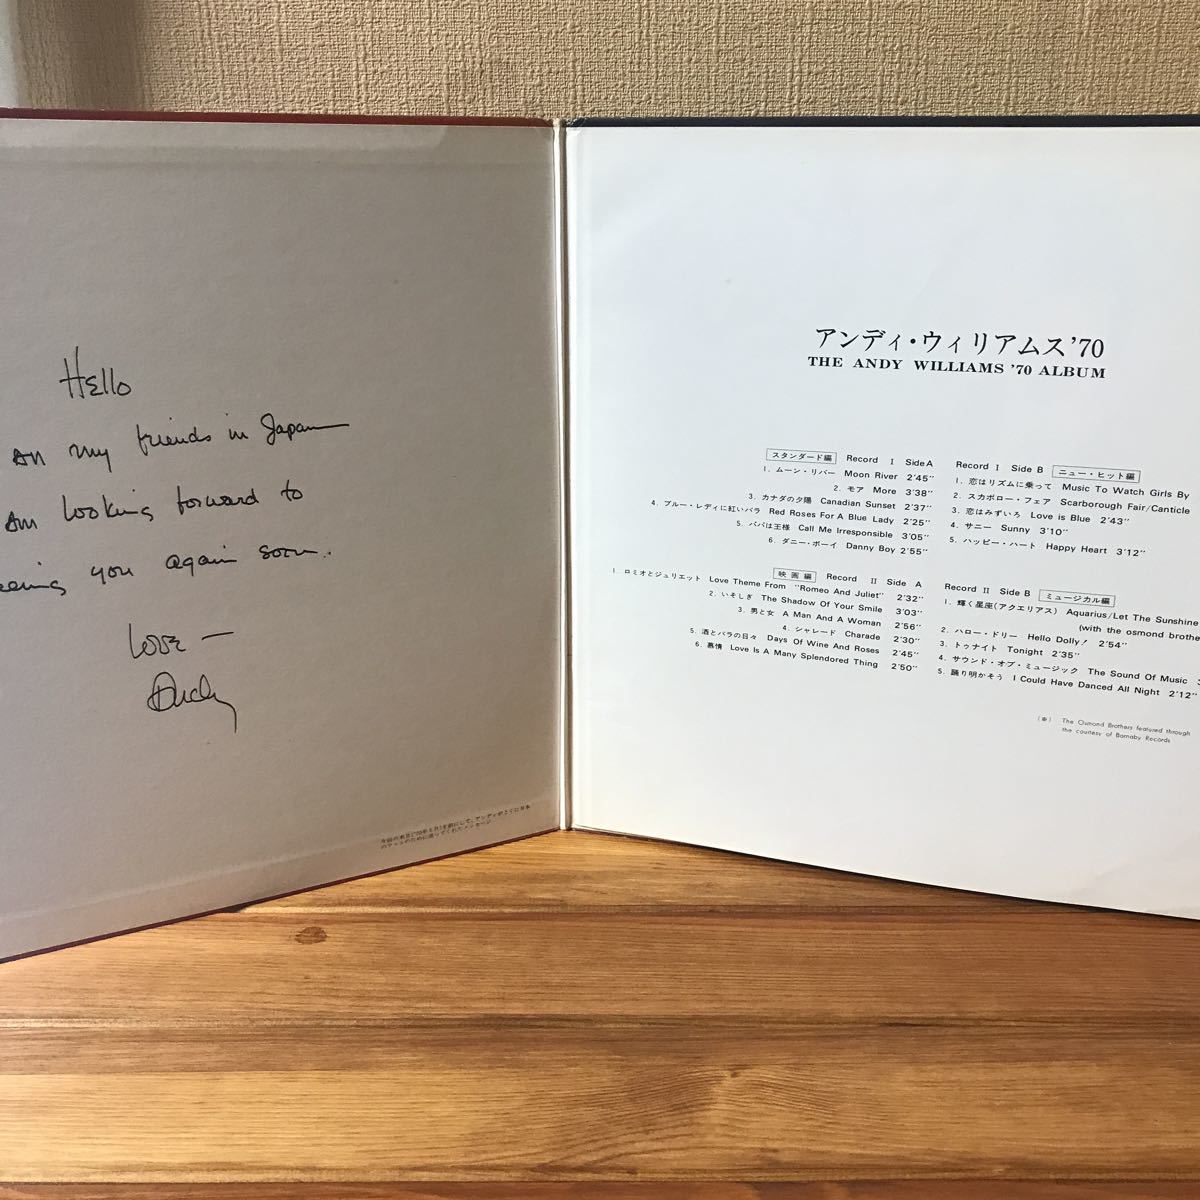 Hello
All my friends in Japan
Am looking forward to
eeing you again soon..
Love —
Andy
アンディ・ウィリアムス'70
THE ANDY WILLIAMS '70 ALBUM
スタンダード編 Record I Side A
1. ムーン・リバー Moon River 2'45"
2. モア More 3'38"
3. カナダの夕陽 Canadian Sunset 2'37"
4. ブルー・レディに紅いバラ Red Roses For A Blue Lady 2'25"
5. パパは王様 Call Me Irresponsible 3'05"
6. ダニー・ボーイ Danny Boy 2'55"
映画編 Record II Side A
1. ロミオとジュリエット Love Theme From "Romeo And Juliet" 2'32"
2. いそしぎ The Shadow Of Your Smile 3'03"
3. 男と女 A Man And A Woman 2'56"
4. シャレード Charade 2'30"
5. 酒とバラの日々 Days Of Wine And Roses 2'45"
6. 慕情 Love Is A Many Splendored Thing 2'50"
Record I Side B ニュー・ヒット編
1. 恋はリズムに乗って Music To Watch Girls By
2. スカボロー・フェア Scarborough Fair/Canticle
3. 恋はみずいろ Love is Blue 2'43"
4. サニー Sunny 3'10"
5. ハッピー・ハート Happy Heart 3'12"
Record II Side B ミュージカル編
1. 輝く星座(アクエリアス) Aquarius/Let The Sunshine
(with the osmond brothe
2. ハロー・ドリー Hello Dolly! 2'54"
3. トゥナイト Tonight 2'35"
4. サウンド・オブ・ミュージック The Sound Of Music
5. 踊り明かそう I Could Have Danced All Night 2'12"
(※) The Osmond Brothers featured through
the courtesy of Barnaby Records